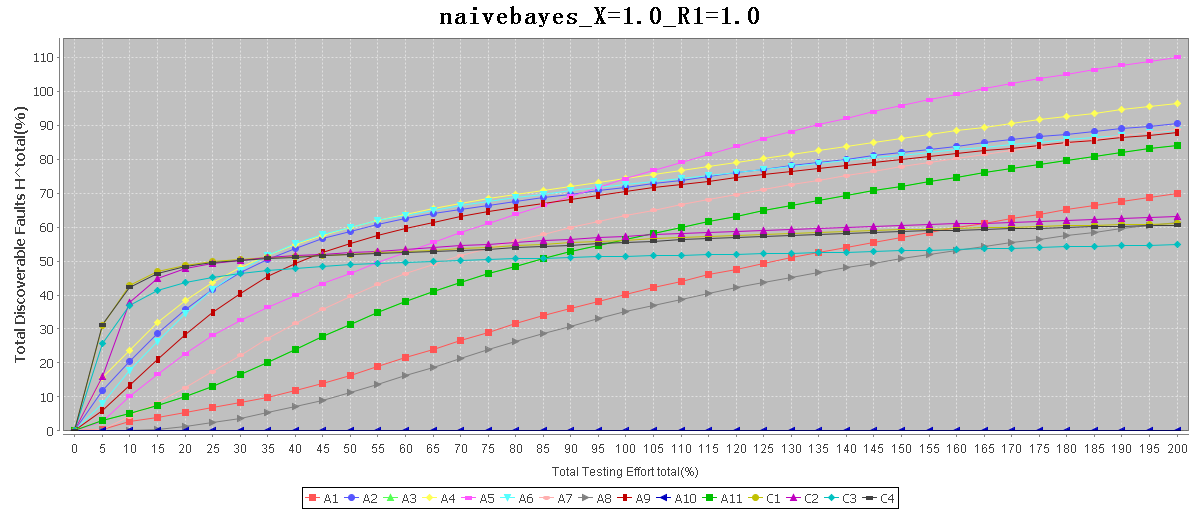 naivebayes_X=1.0_R1=1.0
Total Discoverable Faults H^total(%)
110
100
90
80
70
60
50
40
30
20
10
0
0 5 10 15 20 25 30 35 40 45 50 55 60 65 70 75 80 85 90 95 100 105 110 115 120 125 130 135 140 145 150 155 160 165 170 175 180 185 190 195 200
Total Testing Effort total(%)
A1 A2 A3 A4 A5 A6 A7 A8 A9 A10 A11 C1 C2 C3 C4